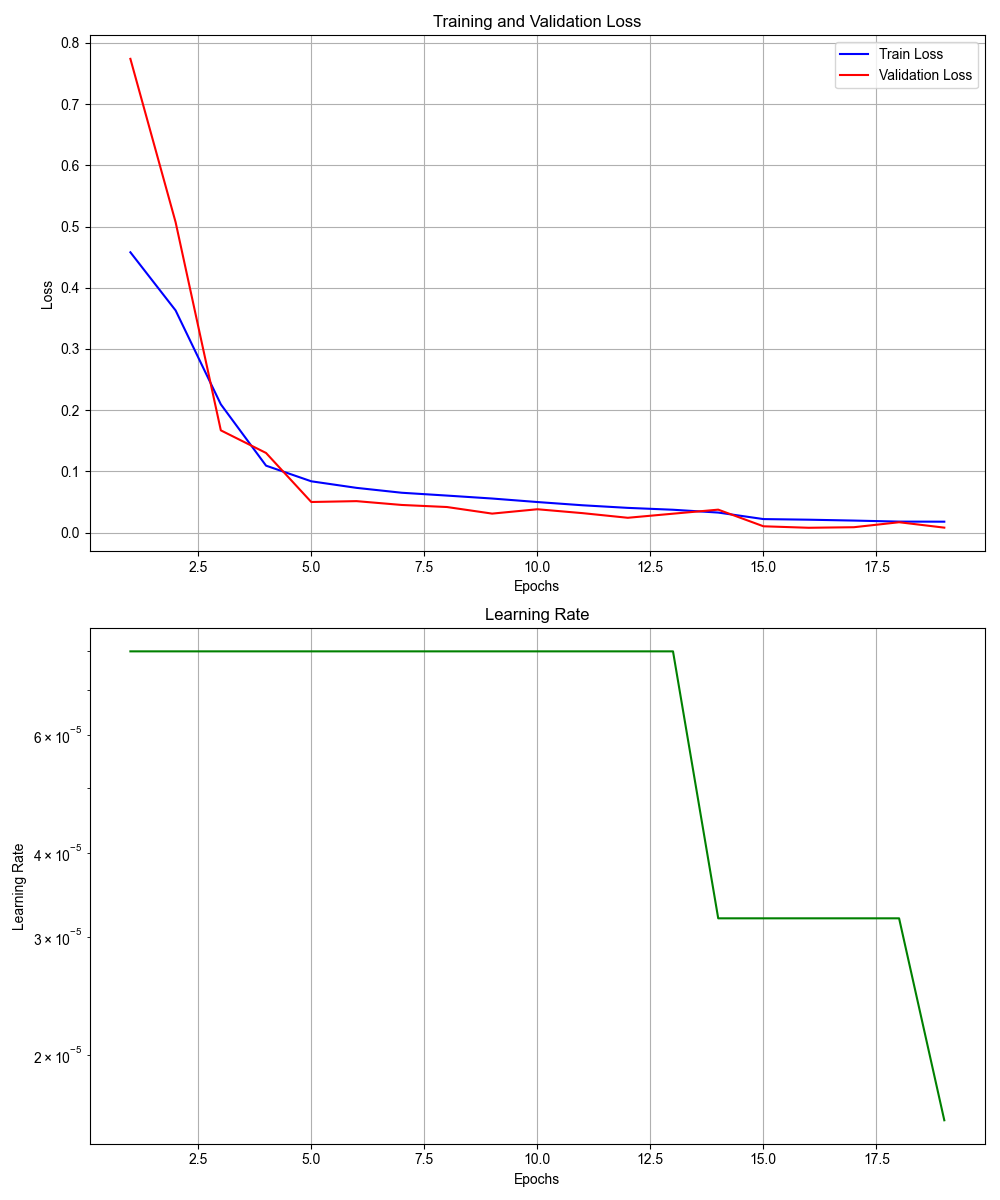 Training and Validation Loss
Train Loss
Validation Loss
0.8
0.7
0.6
0.5
0.4
0.3
0.2
0.1
0.0
Loss
2.5 5.0 7.5 10.0 12.5 15.0 17.5
Epochs
Learning Rate
6 × 10⁻⁵
4 × 10⁻⁵
3 × 10⁻⁵
2 × 10⁻⁵
Learning Rate
2.5 5.0 7.5 10.0 12.5 15.0 17.5
Epochs